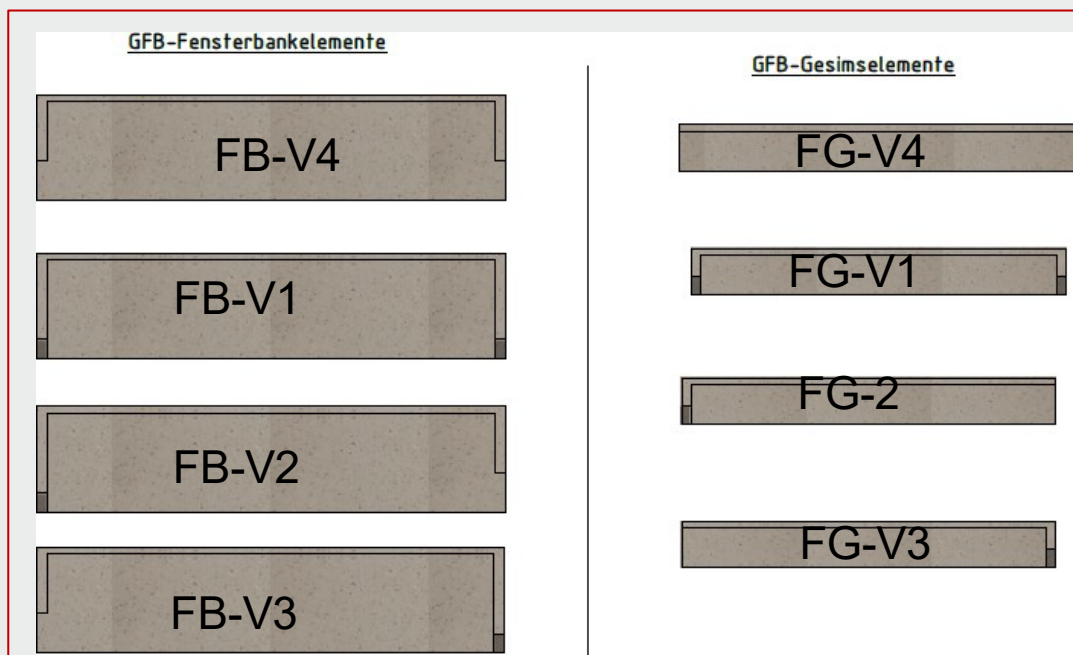 GFB-Fensterbankelemente
FB-V4
FB-V1
FB-V2
FB-V3
GFB-Gesimselemente
FG-V4
FG-V1
FG-2
FG-V3